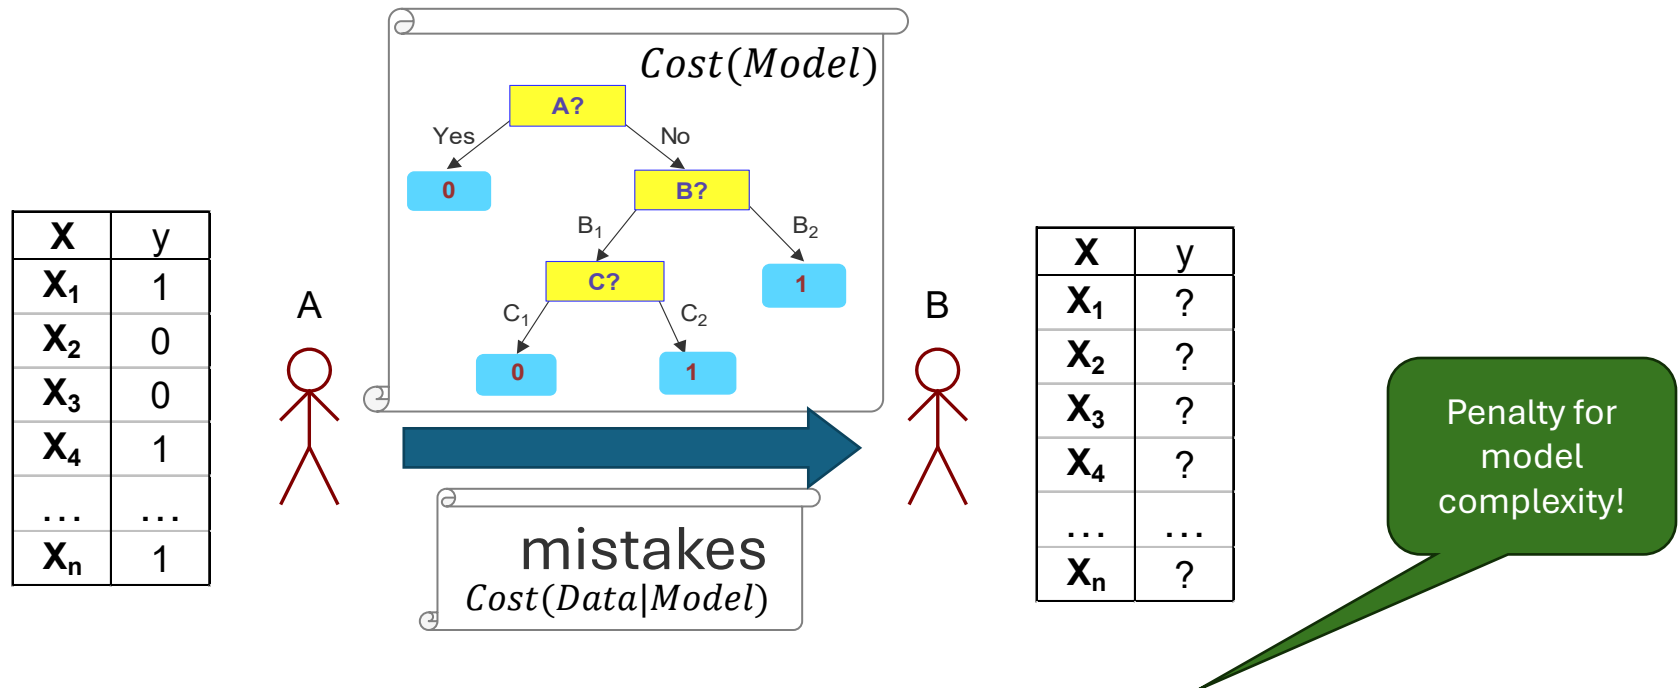 Cost(Model)
A?
Yes No
0
B?
B₁ B₂
C?
1
C₁ C₂
0 1
X y
X₁ 1
X₂ 0
X₃ 0
X₄ 1
... ...
Xₙ 1
A
B
mistakes
Cost(Data|Model)
X y
X₁ ?
X₂ ?
X₃ ?
X₄ ?
... ...
Xₙ ?
Penalty for
model
complexity!